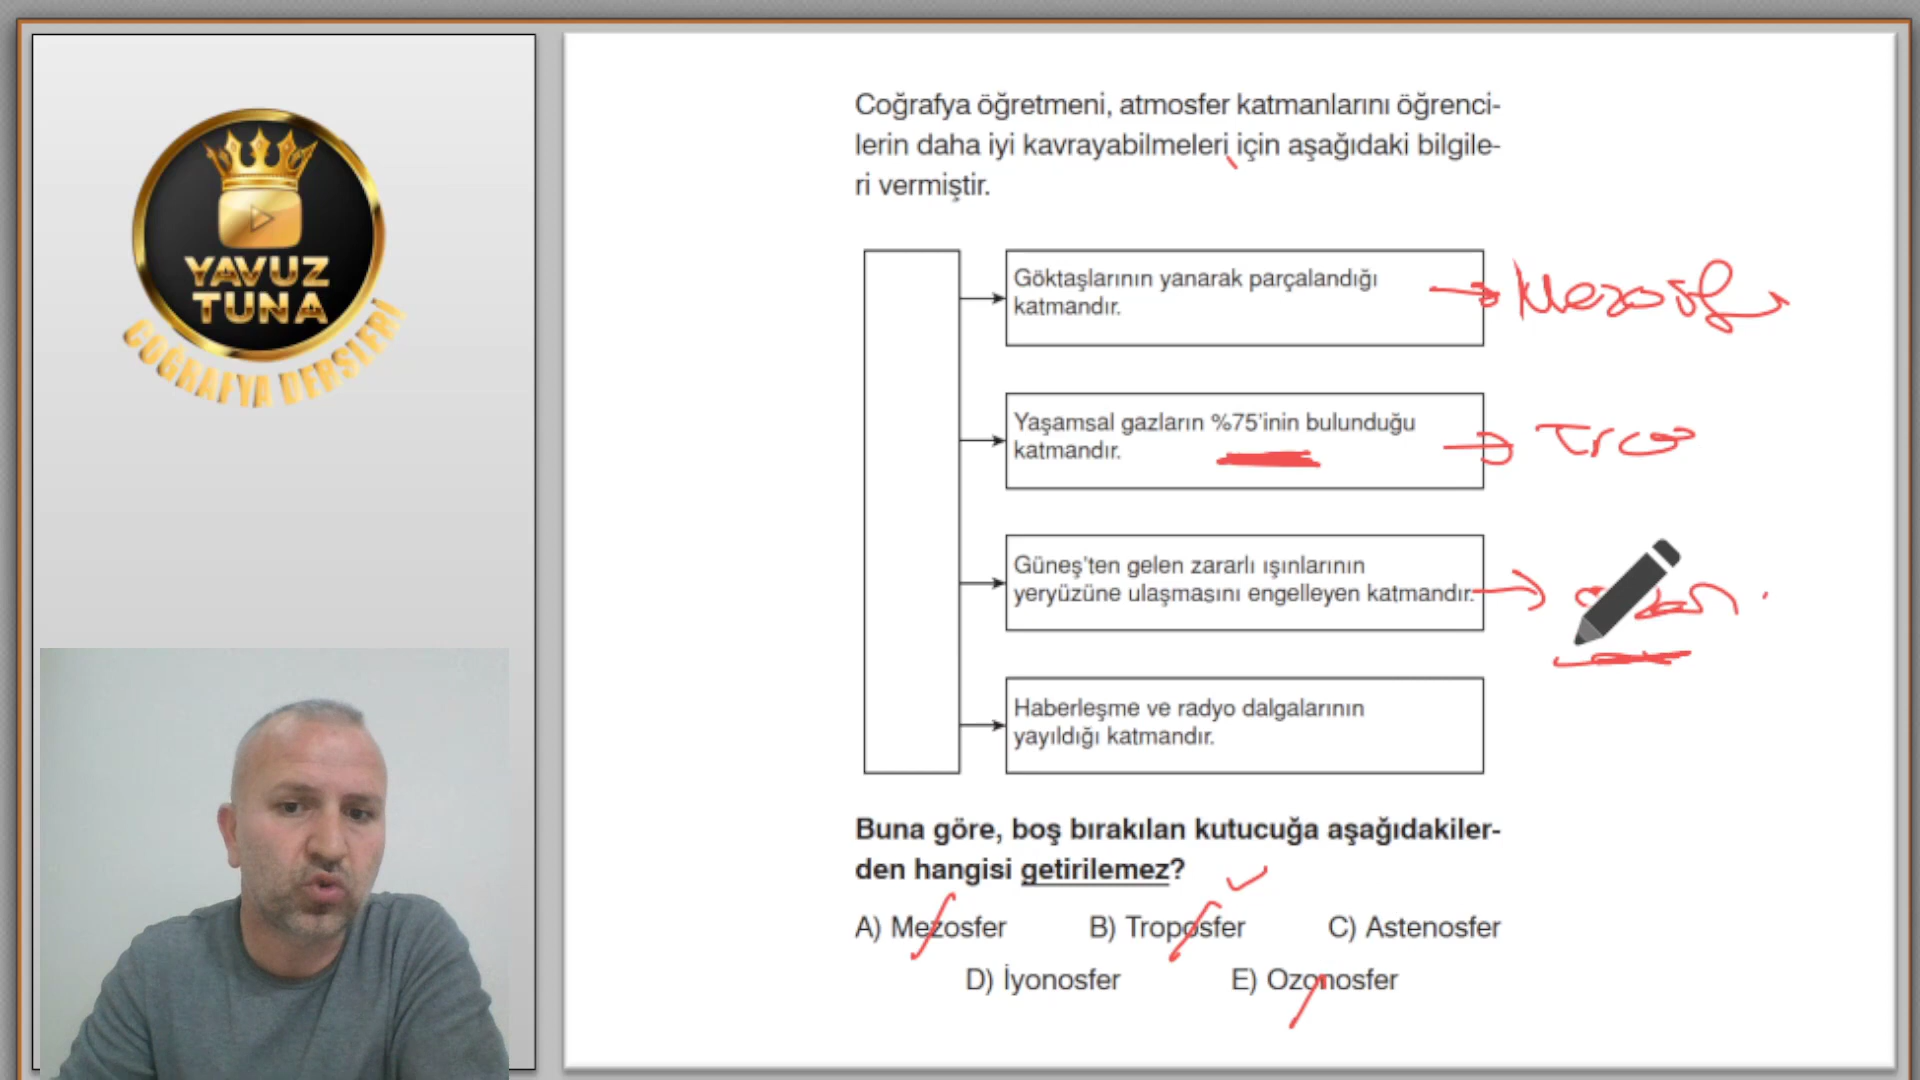 YAVUZ
TUNA
COĞRAFYA DERSLERİ
Coğrafya öğretmeni, atmosfer katmanlarını öğrenci-
lerin daha iyi kavrayabilmeleri için aşağıdaki bilgile-
ri vermiştir.
Göktaşlarının yanarak parçalandığı
katmandır.
Mezosf
Yaşamsal gazların %75'inin bulunduğu
katmandır.
Güneş'ten gelen zararlı ışınlarının
yeryüzüne ulaşmasını engelleyen katmandır.
Haberleşme ve radyo dalgalarının
yayıldığı katmandır.
Buna göre, boş bırakılan kutucuğa aşağıdakiler-
den hangisi getirilemez?
A) Mezosfer B) Troposfer C) Astenosfer
D) İyonosfer E) Ozonosfer